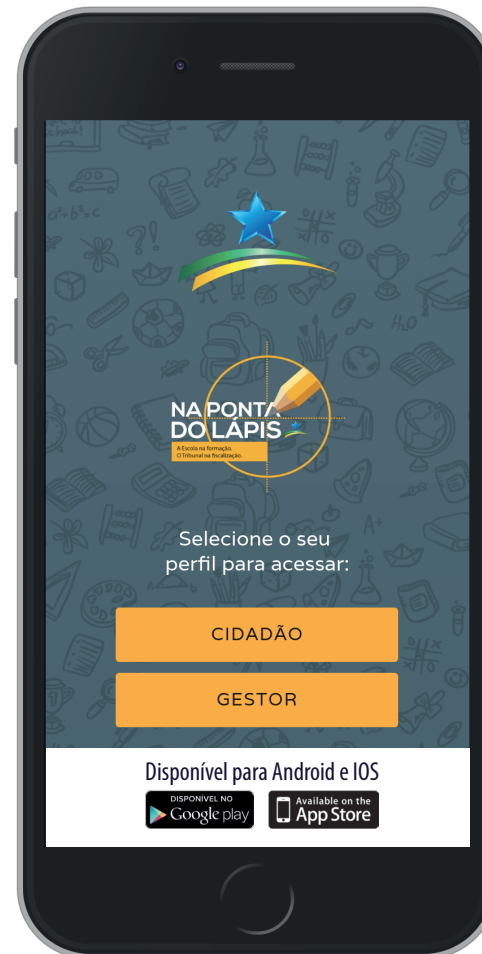 NA PONTA
DO LÁPIS
A Escola na formação.
O Tribunal na fiscalização.
Selecione o seu
perfil para acessar:
CIDADÃO
GESTOR
Disponível para Android e IOS
DISPONÍVEL NO
Google play
Available on the
App Store